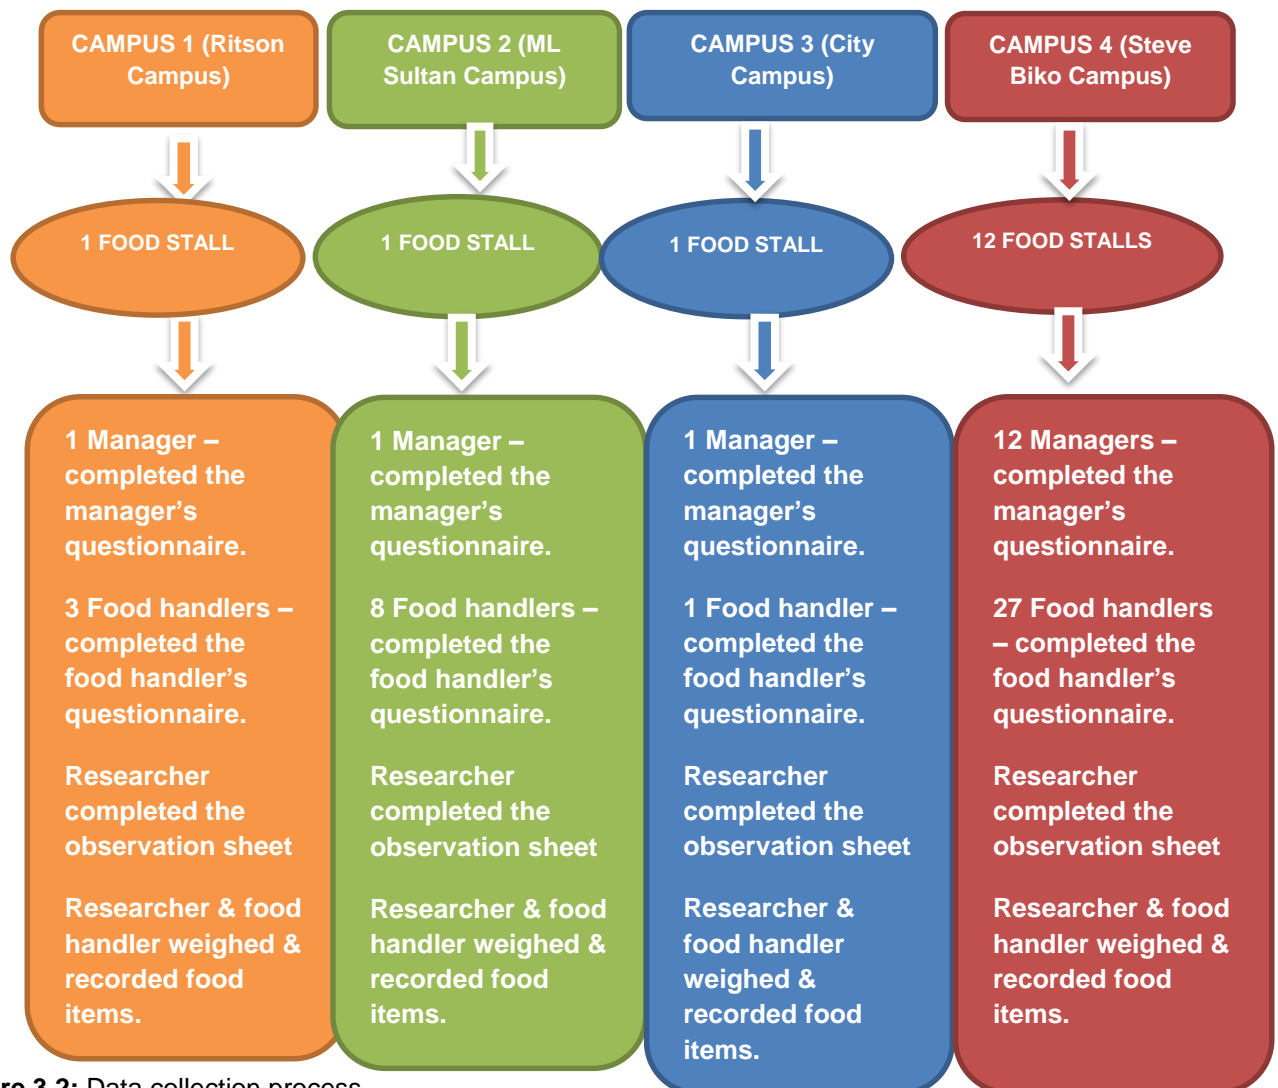 CAMPUS 1 (Ritson
Campus)
CAMPUS 2 (ML
Sultan Campus)
CAMPUS 3 (City
Campus)
CAMPUS 4 (Steve
Biko Campus)
1 FOOD STALL
1 FOOD STALL
1 FOOD STALL
12 FOOD STALLS
1 Manager –
completed the
manager’s
questionnaire.
3 Food handlers –
completed the
food handler’s
questionnaire.
Researcher
completed the
observation sheet
Researcher & food
handler weighed &
recorded food
items.
1 Manager –
completed the
manager’s
questionnaire.
8 Food handlers –
completed the
food handler’s
questionnaire.
Researcher
completed the
observation sheet
Researcher & food
handler weighed &
recorded food
items.
1 Manager –
completed the
manager’s
questionnaire.
1 Food handler –
completed the
food handler’s
questionnaire.
Researcher
completed the
observation sheet
Researcher &
food handler
weighed &
recorded food
items.
12 Managers –
completed the
manager’s
questionnaire.
27 Food handlers
– completed the
food handler’s
questionnaire.
Researcher
completed the
observation sheet
Researcher & food
handler weighed &
recorded food
items.
re 3.2: Data collection process